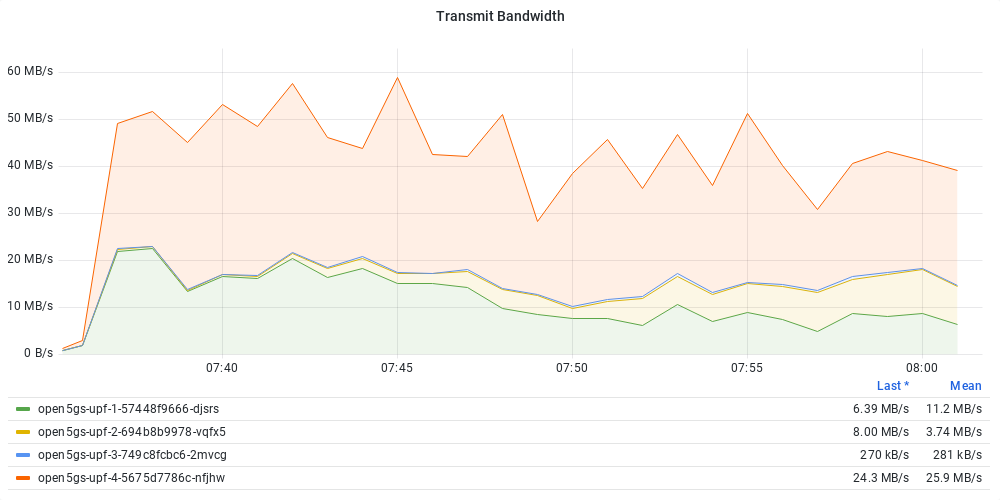 Transmit Bandwidth
60 MB/s
50 MB/s
40 MB/s
30 MB/s
20 MB/s
10 MB/s
0 B/s
07:40 07:45 07:50 07:55 08:00
Last * Mean
open5gs-upf-1-57448f9666-djsrs 6.39 MB/s 11.2 MB/s
open5gs-upf-2-694b8b9978-vqfx5 8.00 MB/s 3.74 MB/s
open5gs-upf-3-749c8fcbc6-2mvcg 270 kB/s 281 kB/s
open5gs-upf-4-5675d7786c-nfjhw 24.3 MB/s 25.9 MB/s